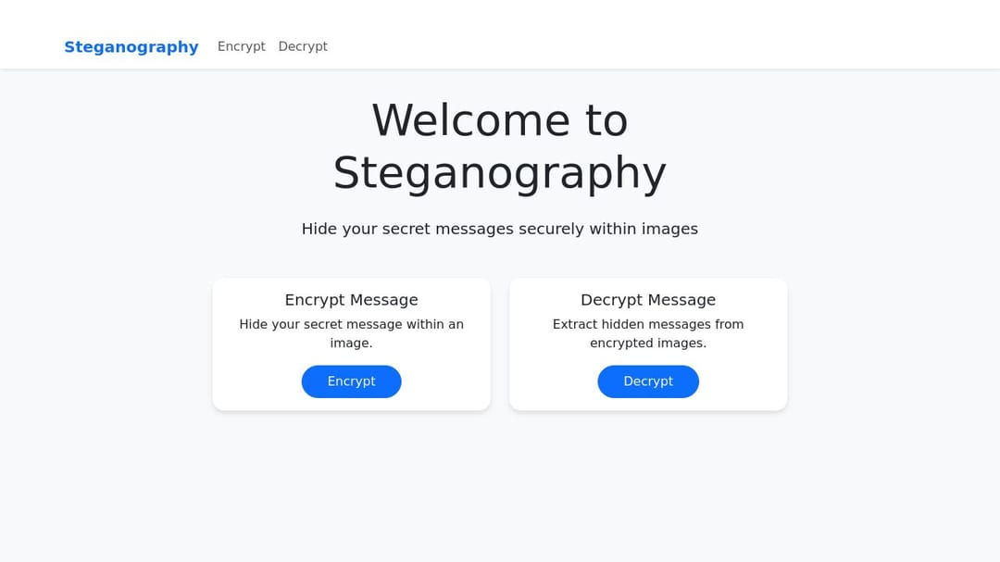 Steganography Encrypt Decrypt
Welcome to
Steganography
Hide your secret messages securely within images
Encrypt Message
Hide your secret message within an
image.
Encrypt
Decrypt Message
Extract hidden messages from
encrypted images.
Decrypt